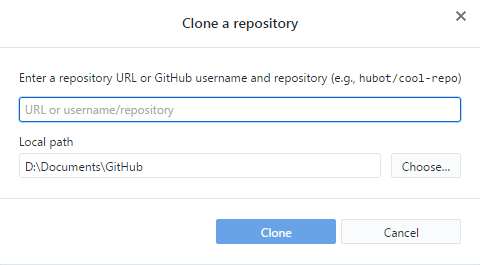 Clone a repository
Enter a repository URL or GitHub username and repository (e.g., hubot/cool-repo)
URL or username/repository
Local path
D:\Documents\GitHub
Choose...
Clone
Cancel